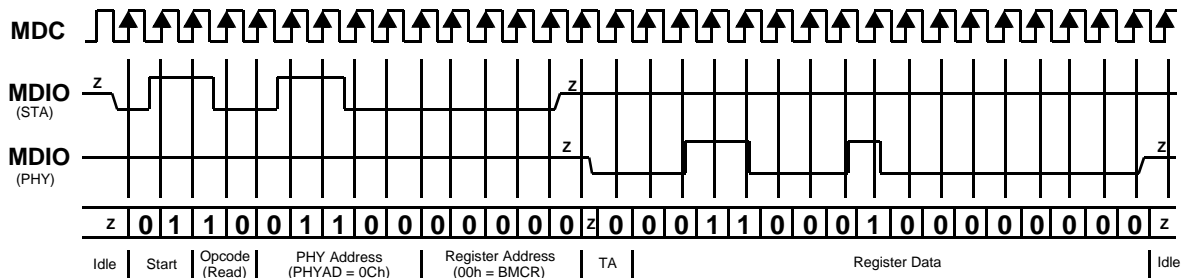 MDC
MDIO
(STA)
z
z
MDIO
(PHY)
z
z
z 0 1 1 0 0 1 1 0 0 0 0 0 0 0 z 0 0 0 1 1 0 0 0 1 0 0 0 0 0 0 0 0 z
Idle
Start
Opcode
(Read)
PHY Address
(PHYAD = 0Ch)
Register Address
(00h = BMCR)
TA
Register Data
Idle